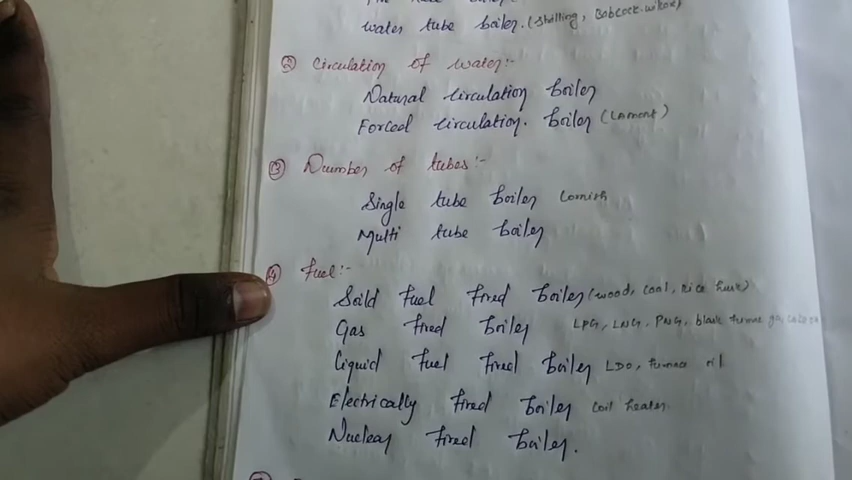 water tube boiler. (Sterling, Babcock.wilcox)
② Circulation of water:-
Natural circulation boiler
Forced circulation. boiler (Lamont)
③ Number of tubes:-
Single tube boiler Cornish
Multi tube boiler
④ Fuel:-
Soild fuel fired boiler (wood, coal, rice husk)
Gas fired boiler LPG, LNG, PNG, blast furnace gas,
Liquid fuel fired boiler LDO, furnace oil
Electrically fired boiler coil heater
Nuclear fired boiler.